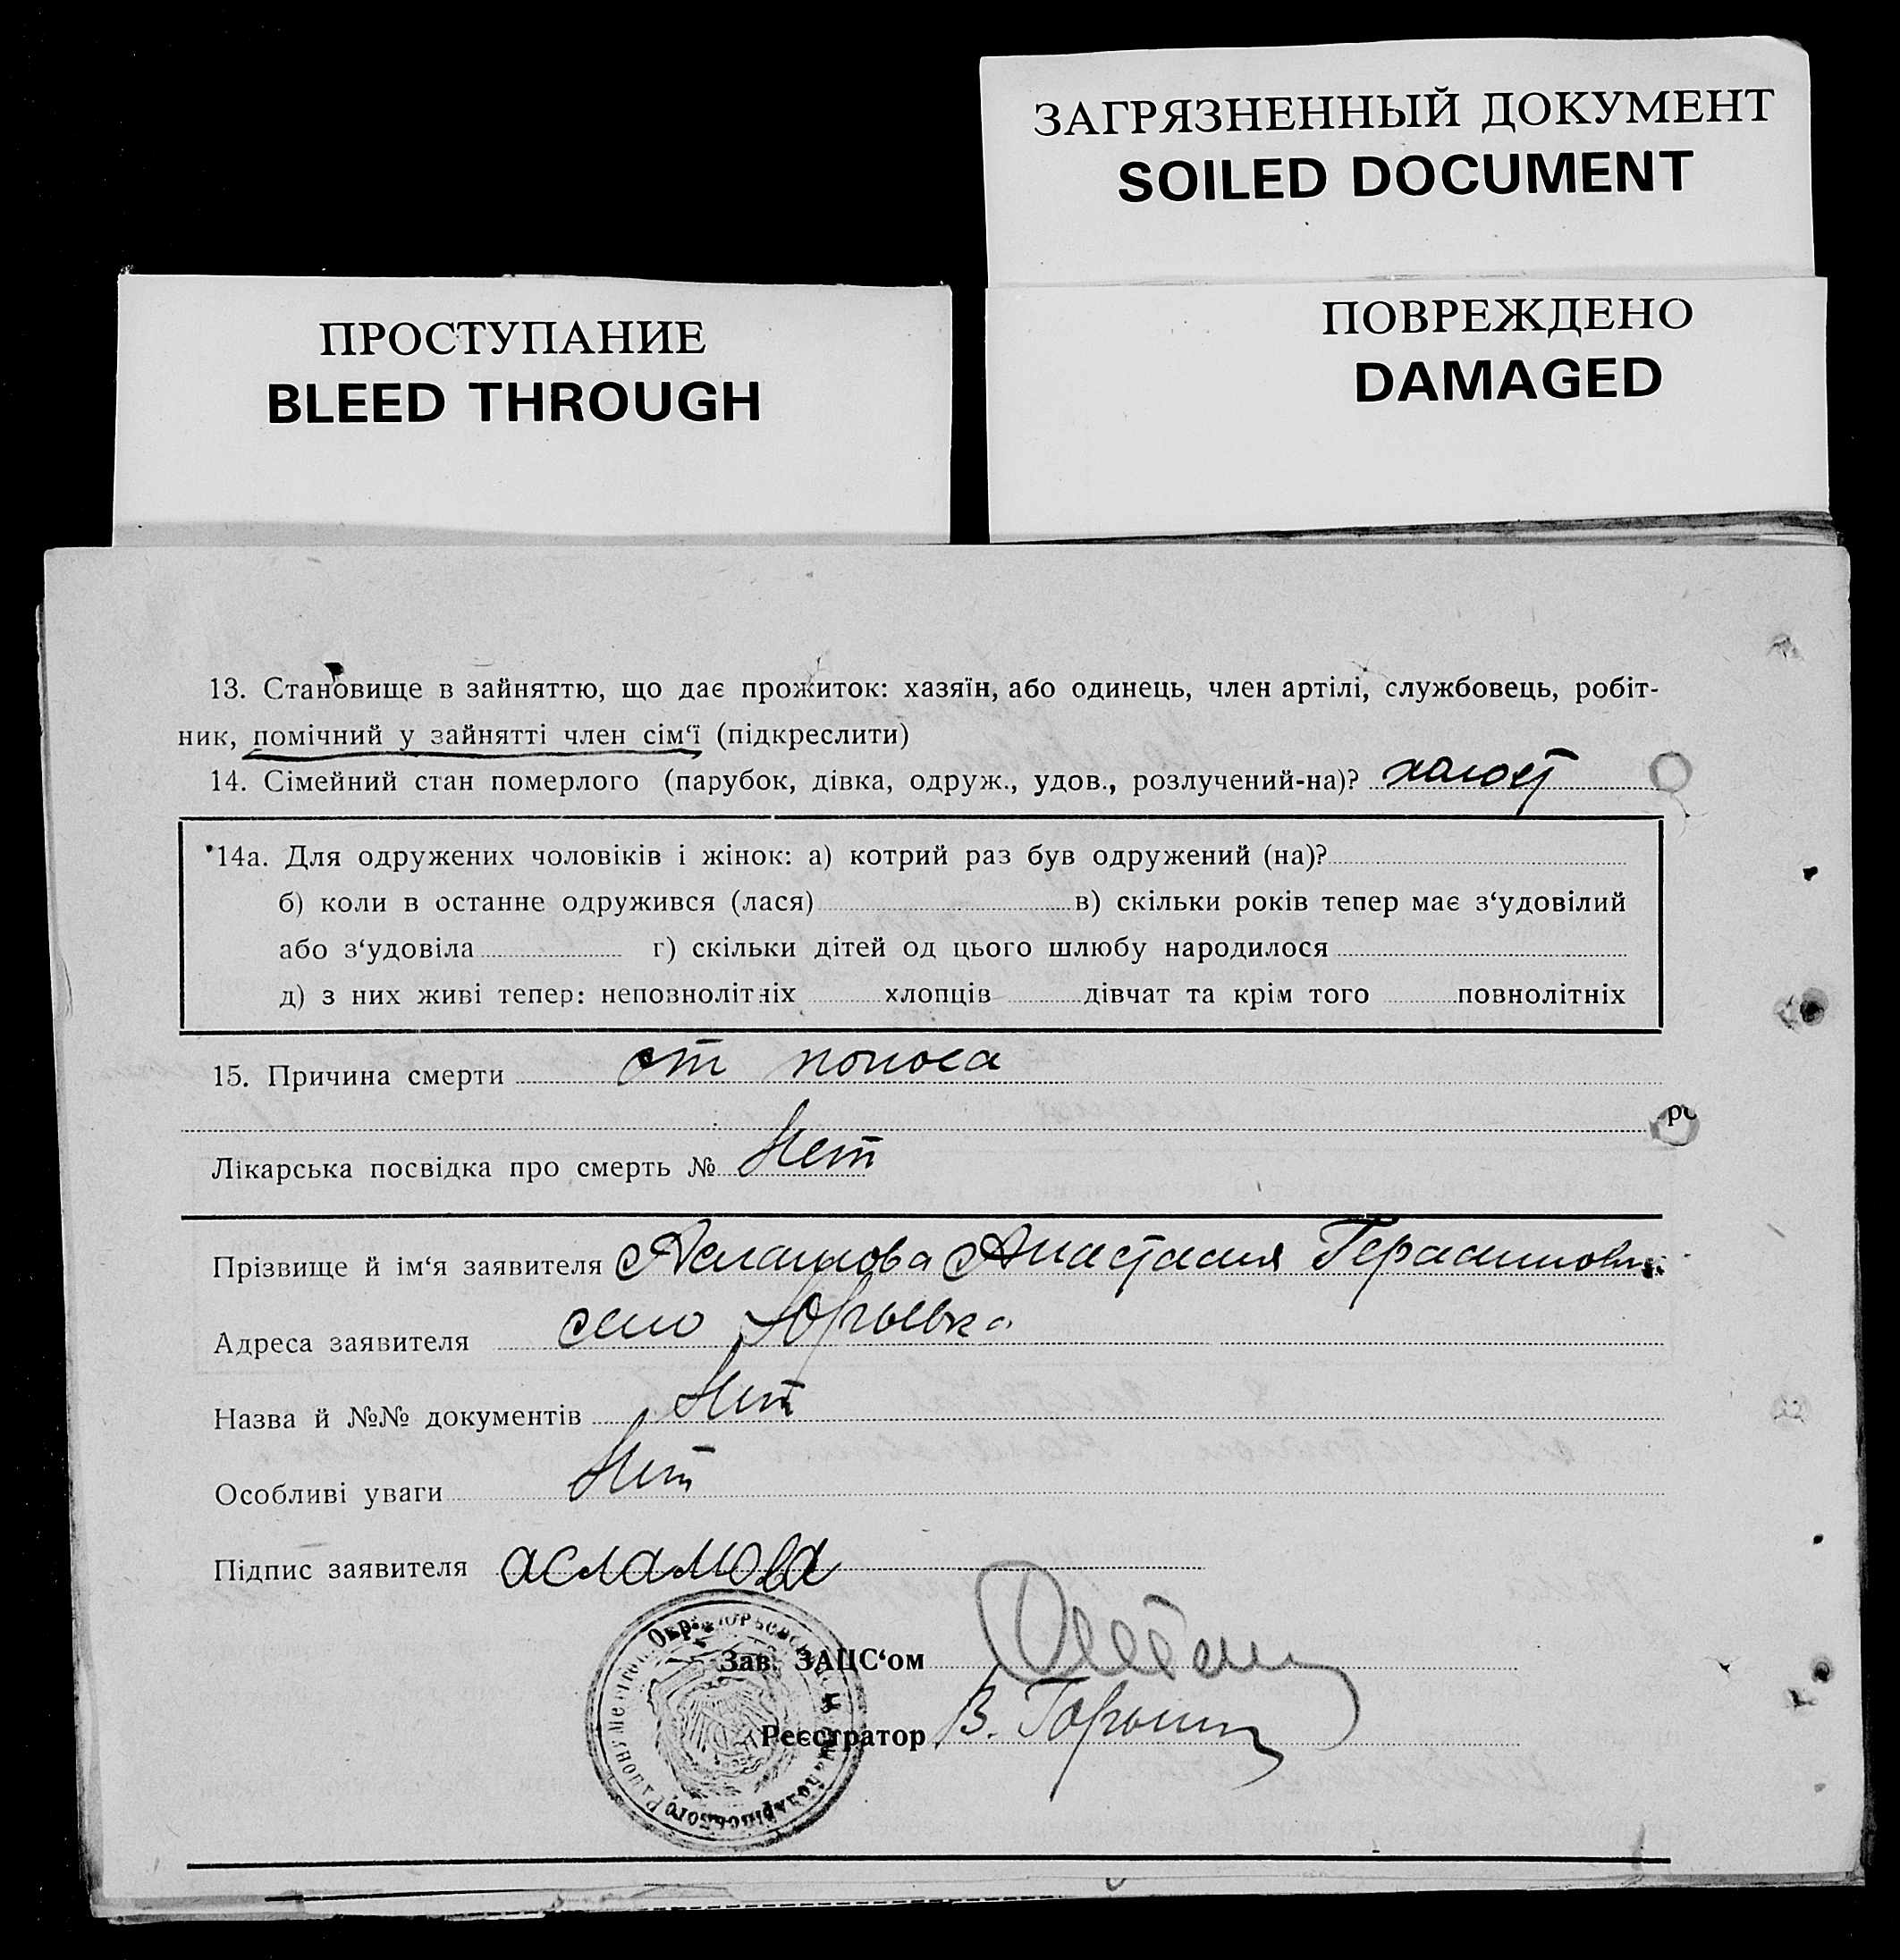 ЗАГРЯЗНЕННЫЙ ДОКУМЕНТ
SOILED DOCUMENT
ПРОСТУПАНИЕ
BLEED THROUGH
ПОВРЕЖДЕНО
DAMAGED
13. Становище в зайняттю, що дає прожиток: хазяїн, або одинець, член артілі, службовець, робіт-
ник, помічний у зайнятті член сім‘ї (підкреслити)
14. Сімейний стан померлого (парубок, дівка, одруж., удов., розлучений-на)? холост
14а. Для одружених чоловіків і жінок: а) котрий раз був одружений (на)?
б) коли в останне одружився (лася) в) скільки років тепер має з‘удовілий
або з‘удовіла г) скільки дітей од цього шлюбу народилося
д) з них живі тепер: неповнолітніх хлопців дівчат та крім того повнолітніх
15. Причина смерти от поноса
Лікарська посвідка про смерть № Нет
Прізвище й ім‘я заявителя Асламова Анастасия Герасимовна
Адреса заявителя село Юрьевка
Назва й №№ документів Нет
Особливі уваги Нет
Підпис заявителя асламова
Зав. ЗАЦС‘ом
Реєстратор В.